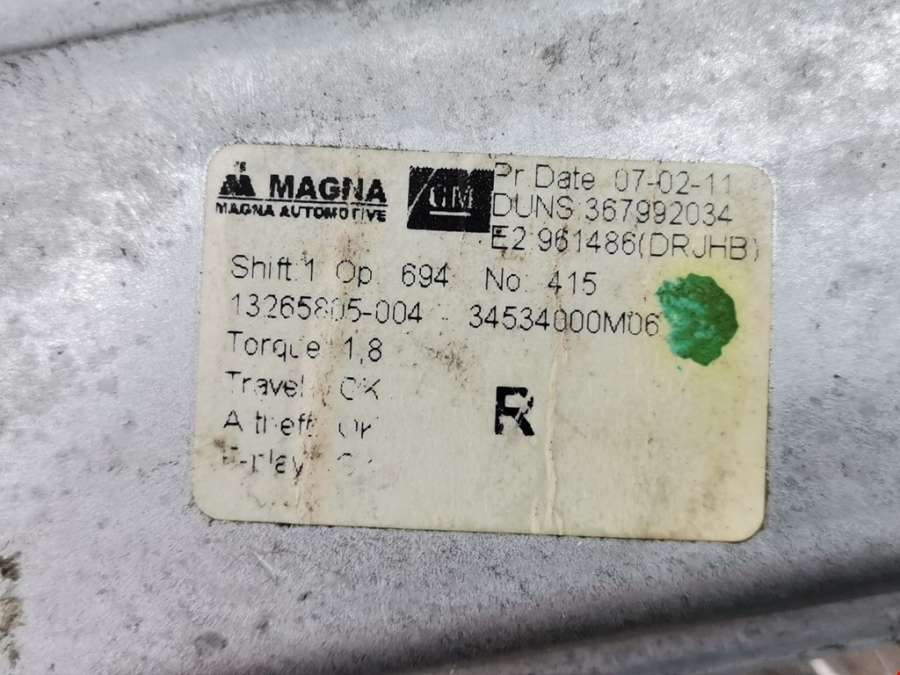 MAGNA
MAGNA AUTOMOTIVE
GM
Pr.Date 07-02-11
DUNS 367992034
E2 961486(DRJHB)
Shift:1 Op: 694 No: 415
13265805-004 34534000M06
Torque: 1,8
Travel: OK
R